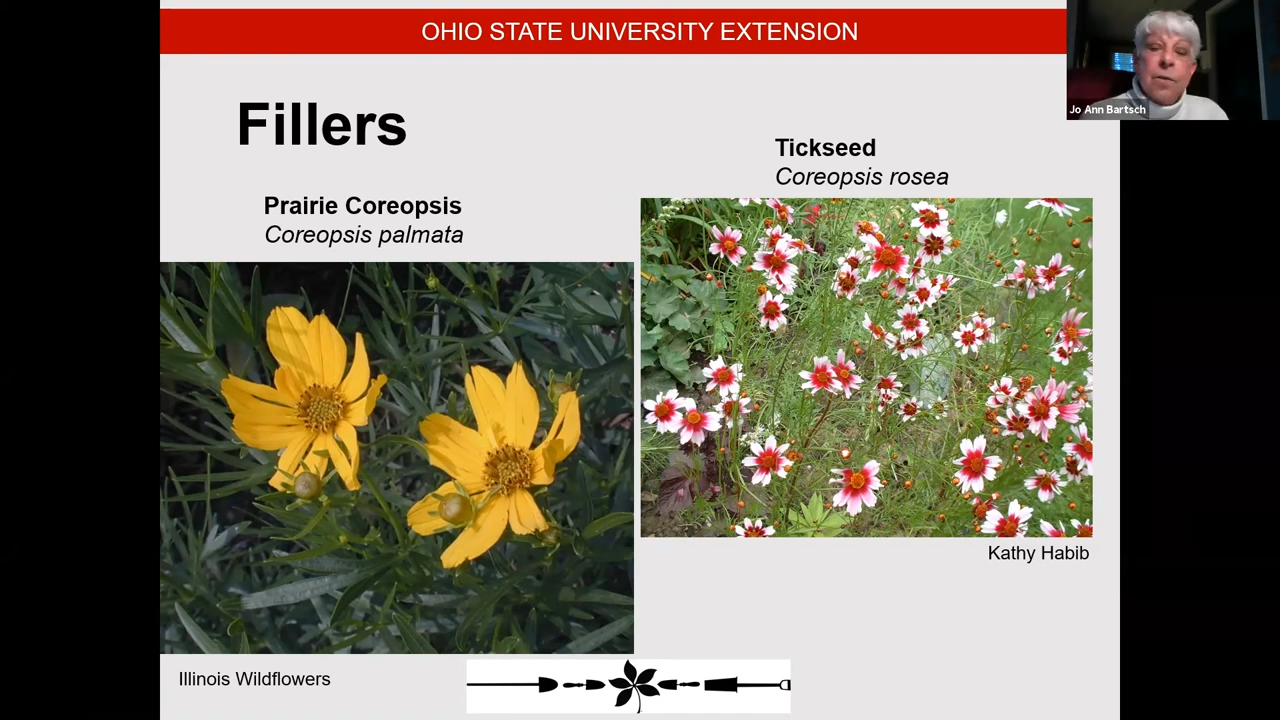 OHIO STATE UNIVERSITY EXTENSION
Jo Ann Bartsch
Fillers
Tickseed
Coreopsis rosea
Prairie Coreopsis
Coreopsis palmata
Kathy Habib
Illinois Wildflowers